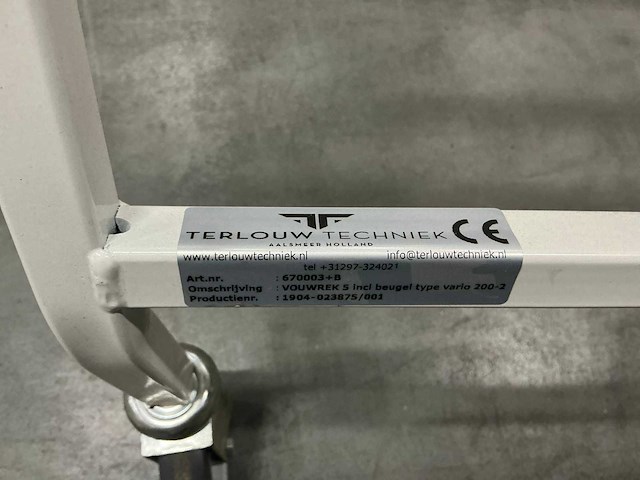 TERLOUW TECHNIEK CE
AALSMEER HOLLAND
www.terlouwtechniek.nl info@terlouwtechniek.nl
tel +31297-324021
Art.nr. : 670003+B
Omschrijving : VOUWREK S incl beugel type vario 200-2
Productienr. : 1904-023875/001